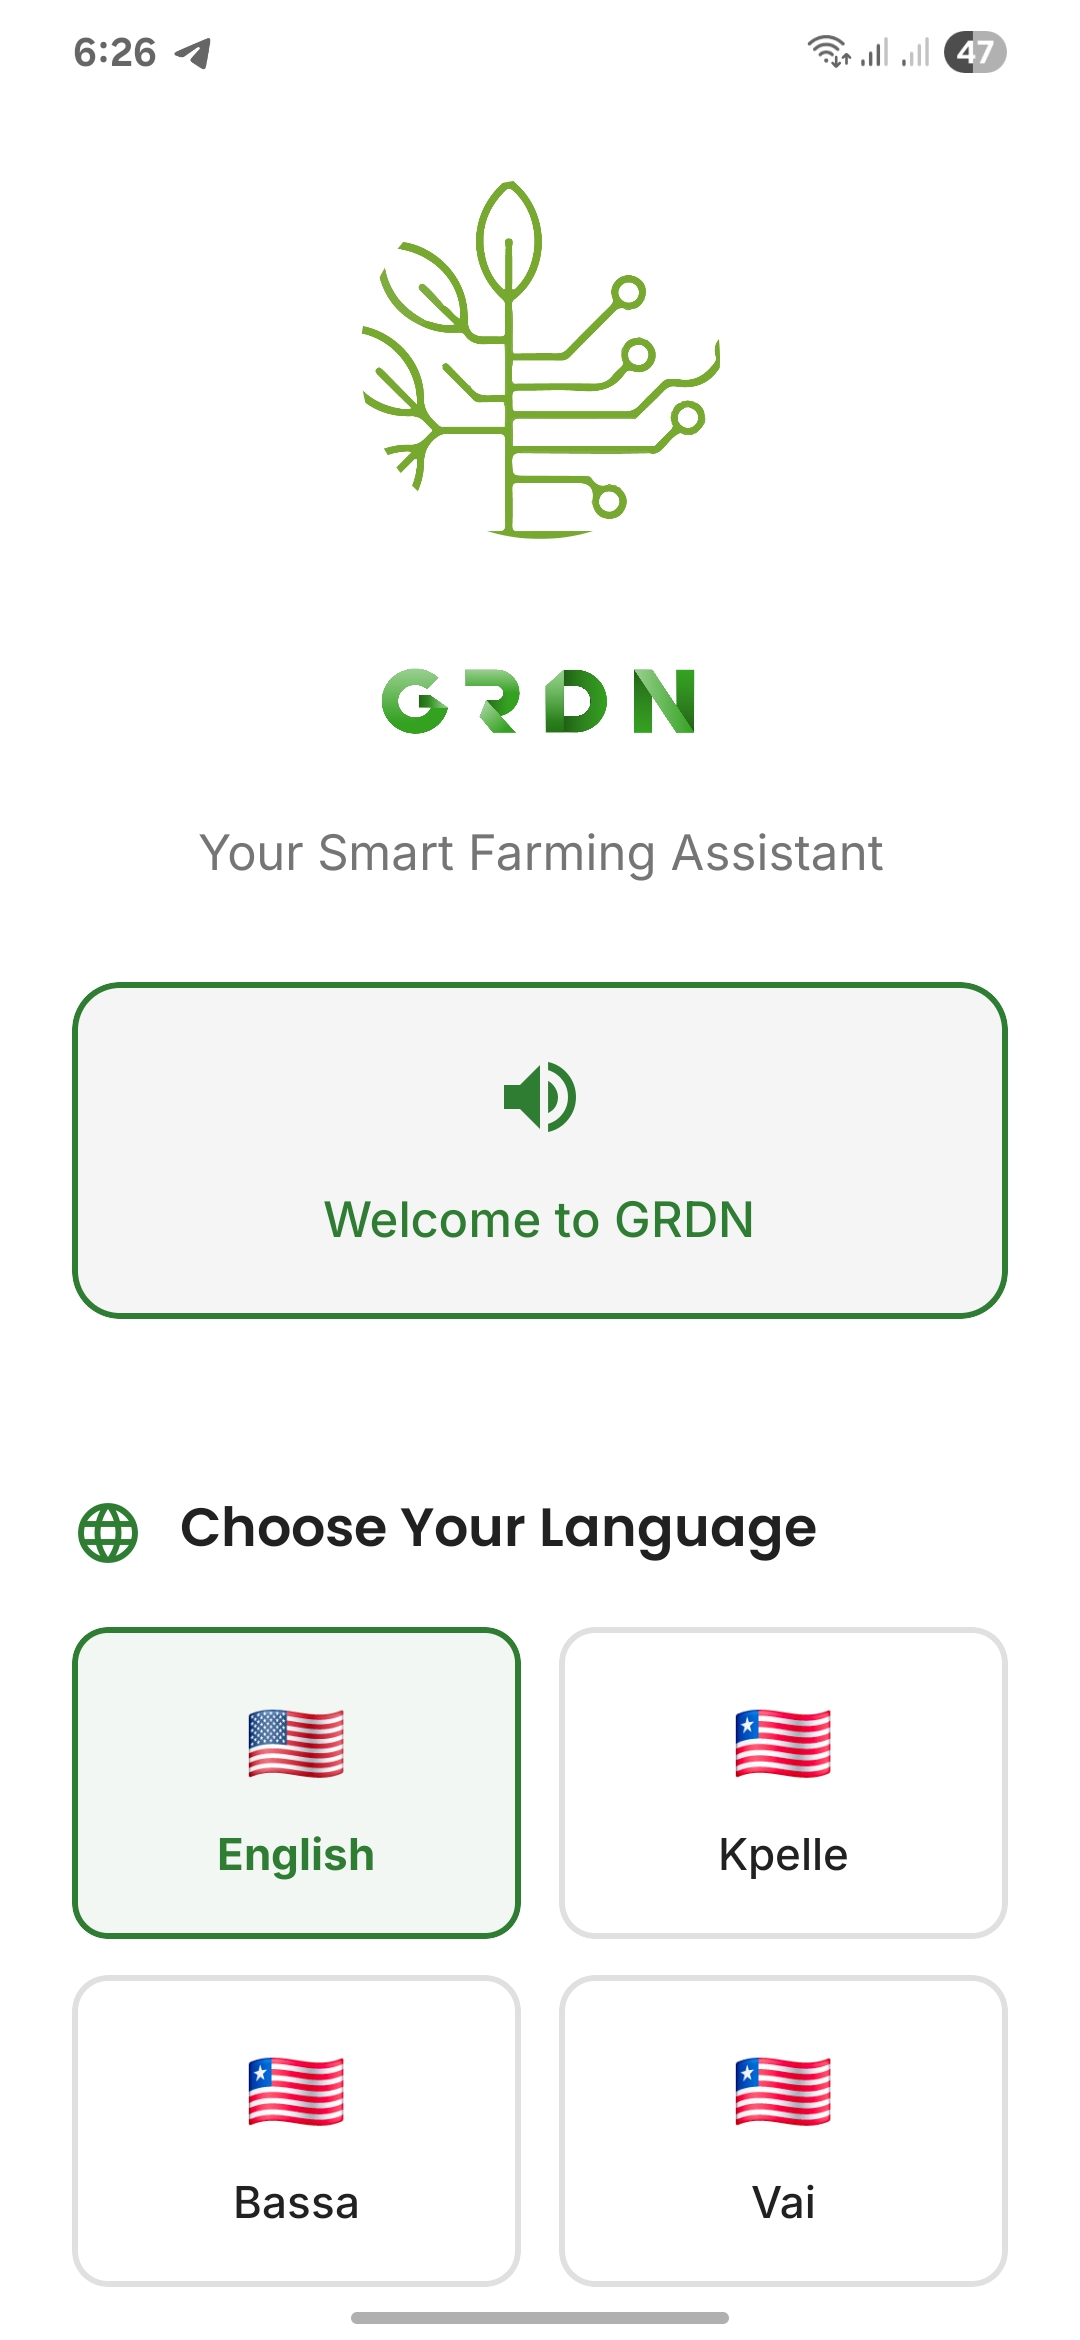 6:26
47
GRDN
Your Smart Farming Assistant
Welcome to GRDN
Choose Your Language
English
Kpelle
Bassa
Vai